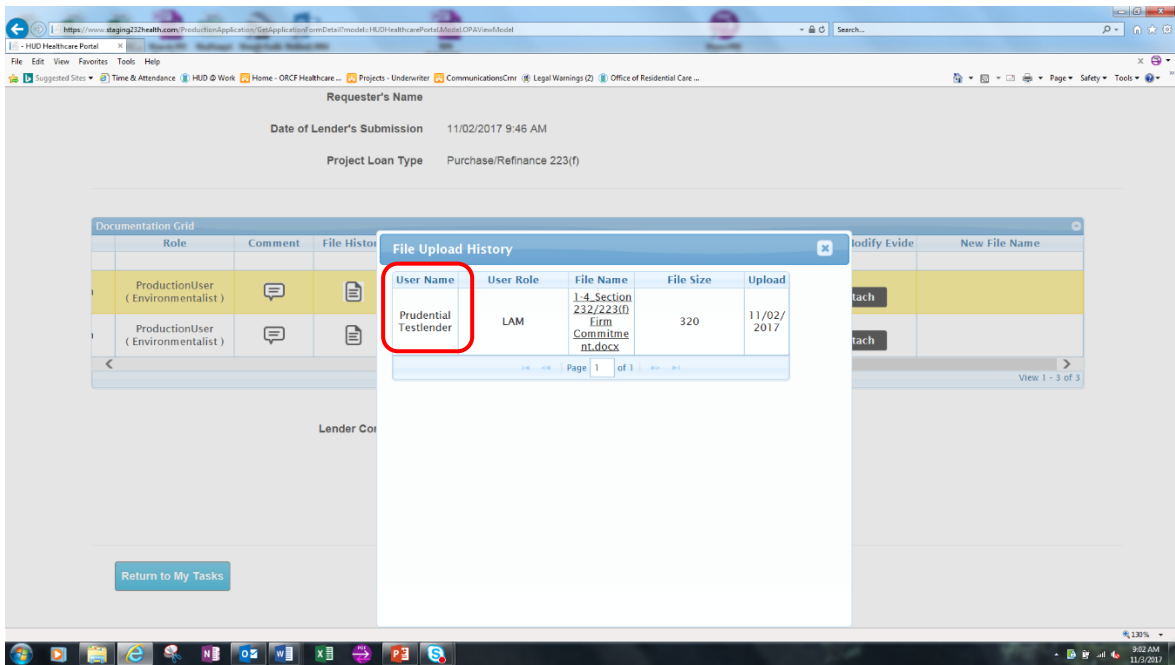 https://www.staging232health.com/ProductionApplication/GetApplicationFormDetail?model=HUDHealthcarePortal.Model.OPAViewModel
Search...
- HUD Healthcare Portal
File Edit View Favorites Tools Help
Suggested Sites Time & Attendance HUD @ Work Home - ORCF Healthcare ... Projects - Underwriter CommunicationsCrnr Legal Warnings (2) Office of Residential Care ... Page Safety Tools
Requester's Name
Date of Lender's Submission 11/02/2017 9:46 AM
Project Loan Type Purchase/Refinance 223(f)
Documentation Grid
Role Comment File Histor lodify Evide New File Name
File Upload History
User Name User Role File Name File Size Upload
ProductionUser
( Environmentalist )
tach
Prudential
Testlender
LAM
1-4_Section
232/223(f)
Firm
Commitme
nt.docx
320
11/02/
2017
ProductionUser
( Environmentalist )
tach
Page 1 of 1
View 1 - 3 of 3
Lender Cor
Return to My Tasks
130%
9:02 AM
11/3/2017